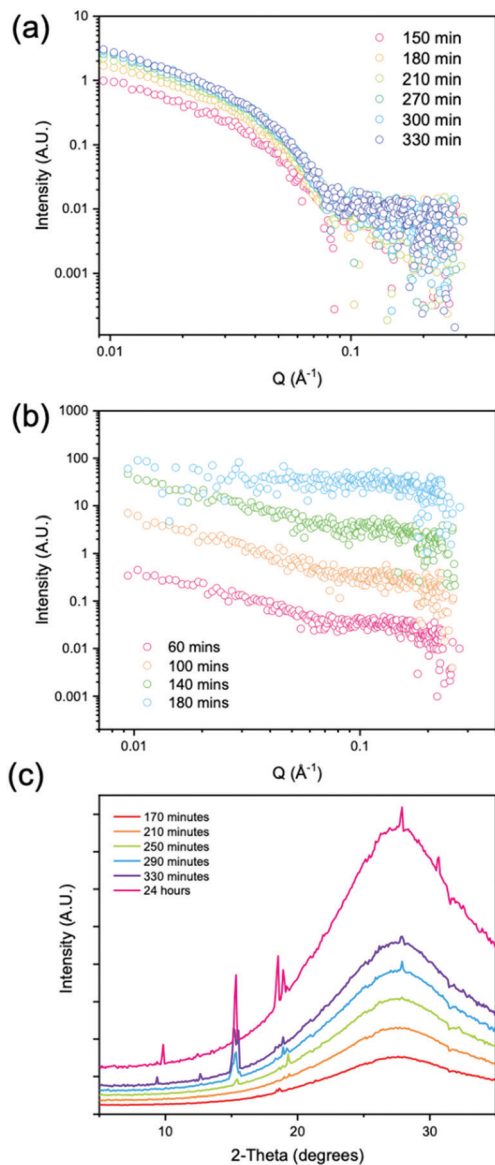 (a)
150 min
180 min
210 min
270 min
300 min
330 min
10
1
0.1
0.01
0.001
Intensity (A.U.)
0.01
0.1
Q (Å⁻¹)
(b)
1000
100
10
1
0.1
0.01
0.001
Intensity (A.U.)
60 mins
100 mins
140 mins
180 mins
0.01
0.1
Q (Å⁻¹)
(c)
170 minutes
210 minutes
250 minutes
290 minutes
330 minutes
24 hours
Intensity (A.U.)
10
20
30
2-Theta (degrees)